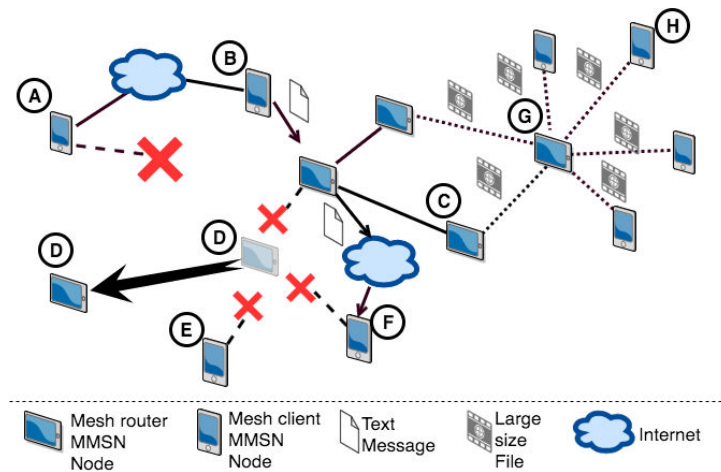 H
B
A
G
C
D
D
E
F
Mesh router
MMSN
Node
Mesh client
MMSN
Node
Text
Message
Large
size
File
Internet